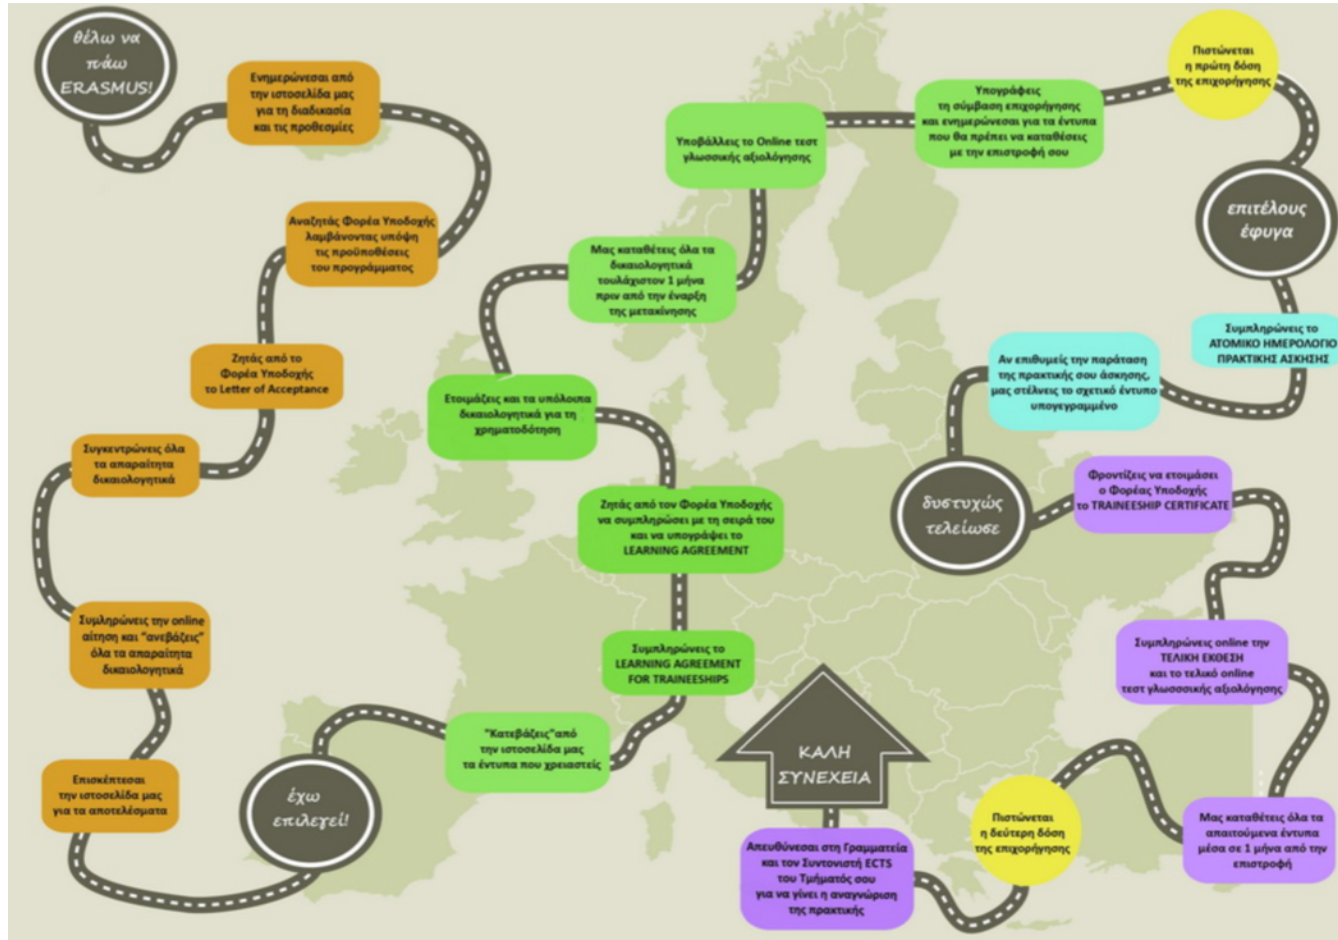 θέλω να
πάω
ERASMUS!
Ενημερώνεσαι από
την ιστοσελίδα μας
για τη διαδικασία
και τις προθεσμίες
Αναζητάς Φορέα Υποδοχής
λαμβάνοντας υπόψη
τις προϋποθέσεις
του προγράμματος
Ζητάς από το
Φορέα Υποδοχής
το Letter of Acceptance
Συγκεντρώνεις όλα
τα απαραίτητα
δικαιολογητικά
Συμληρώνεις την online
αίτηση και "ανεβάζεις"
όλα τα απαραίτητα
δικαιολογητικά
Επισκέπτεσαι
την ιστοσελίδα μας
για τα αποτελέσματα
έχω
επιλεγεί!
"Κατεβάζεις"από
την ιστοσελίδα μας
τα έντυπα που χρειαστείς
Συμπληρώνεις το
LEARNING AGREEMENT
FOR TRAINEESHIPS
Ζητάς από τον Φορέα Υποδοχής
να συμπληρώσει με τη σειρά του
και να υπογράψει το
LEARNING AGREEMENT
Ετοιμάζεις και τα υπόλοιπα
δικαιολογητικά για τη
χρηματοδότηση
Μας καταθέτεις όλα τα
δικαιολογητικά
τουλάχιστον 1 μήνα
πριν από την έναρξη
της μετακίνησης
Υποβάλλεις το Online τεστ
γλωσσικής αξιολόγησης
Υπογράφεις
τη σύμβαση επιχορήγησης
και ενημερώνεσαι για τα έντυπα
που θα πρέπει να καταθέσεις
με την επιστροφή σου
Πιστώνεται
η πρώτη δόση
της επιχορήγησης
επιτέλους
έφυγα
Συμπληρώνεις το
ΑΤΟΜΙΚΟ ΗΜΕΡΟΛΟΓΙΟ
ΠΡΑΚΤΙΚΗΣ ΑΣΚΗΣΗΣ
Αν επιθυμείς την παράταση
της πρακτικής σου άσκησης,
μας στέλνεις το σχετικό έντυπο
υπογεγραμμένο
δυστυχώς
τελείωσε
Φροντίζεις να ετοιμάσει
ο Φορέας Υποδοχής
το TRAINEESHIP CERTIFICATE
Συμπληρώνεις online την
ΤΕΛΙΚΗ ΕΚΘΕΣΗ
και το τελικό online
τεστ γλωσσσικής αξιολόγησης
Μας καταθέτεις όλα τα
απαιτούμενα έντυπα
μέσα σε 1 μήνα από την
επιστροφή
Πιστώνεται
η δεύτερη δόση
της επιχορήγησης
Απευθύνεσαι στη Γραμματεία
και τον Συντονιστή ECTS
του Τμήματός σου
για να γίνει η αναγνώριση
της πρακτικής
ΚΑΛΗ
ΣΥΝΕΧΕΙΑ